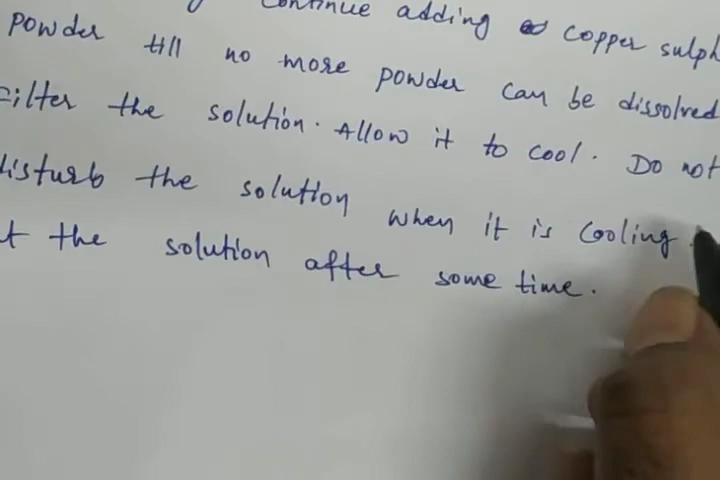 continue adding copper sulph
powder till no more powder can be dissolved
Filter the solution. Allow it to cool. Do not
disturb the solution when it is cooling.
t the solution after some time.